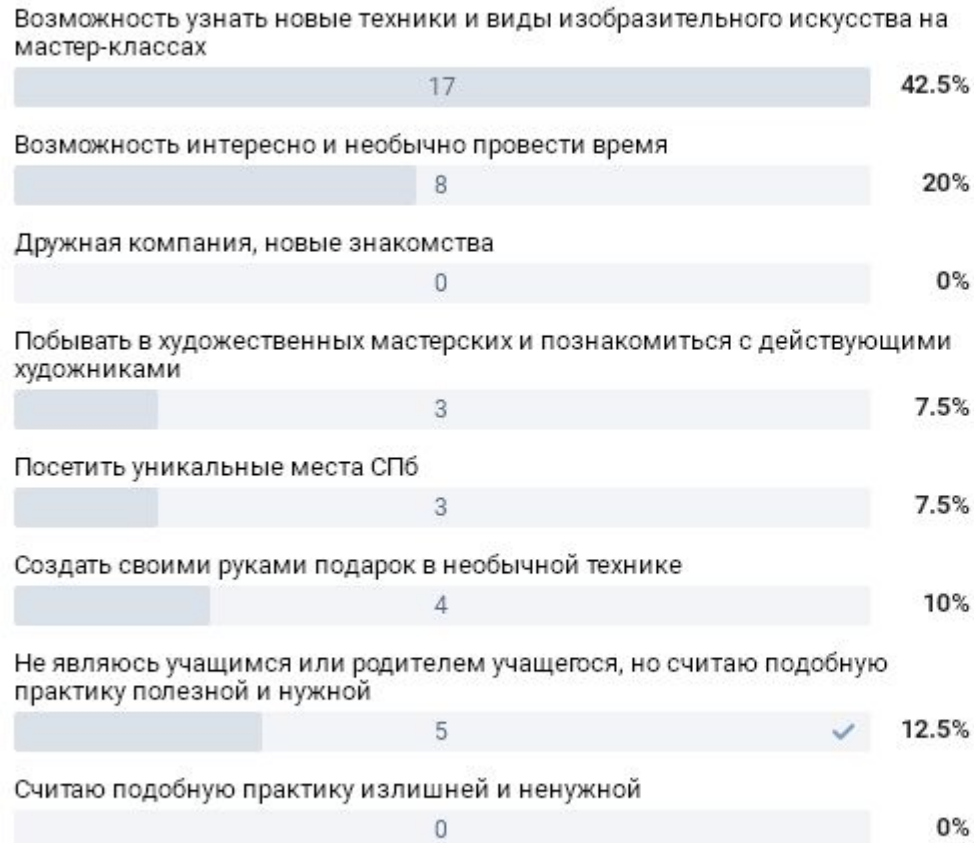 Возможность узнать новые техники и виды изобразительного искусства на
мастер-классах
17 42.5%
Возможность интересно и необычно провести время
8 20%
Дружная компания, новые знакомства
0 0%
Побывать в художественных мастерских и познакомиться с действующими
художниками
3 7.5%
Посетить уникальные места СПб
3 7.5%
Создать своими руками подарок в необычной технике
4 10%
Не являюсь учащимся или родителем учащегося, но считаю подобную
практику полезной и нужной
5 12.5%
Считаю подобную практику излишней и ненужной
0 0%